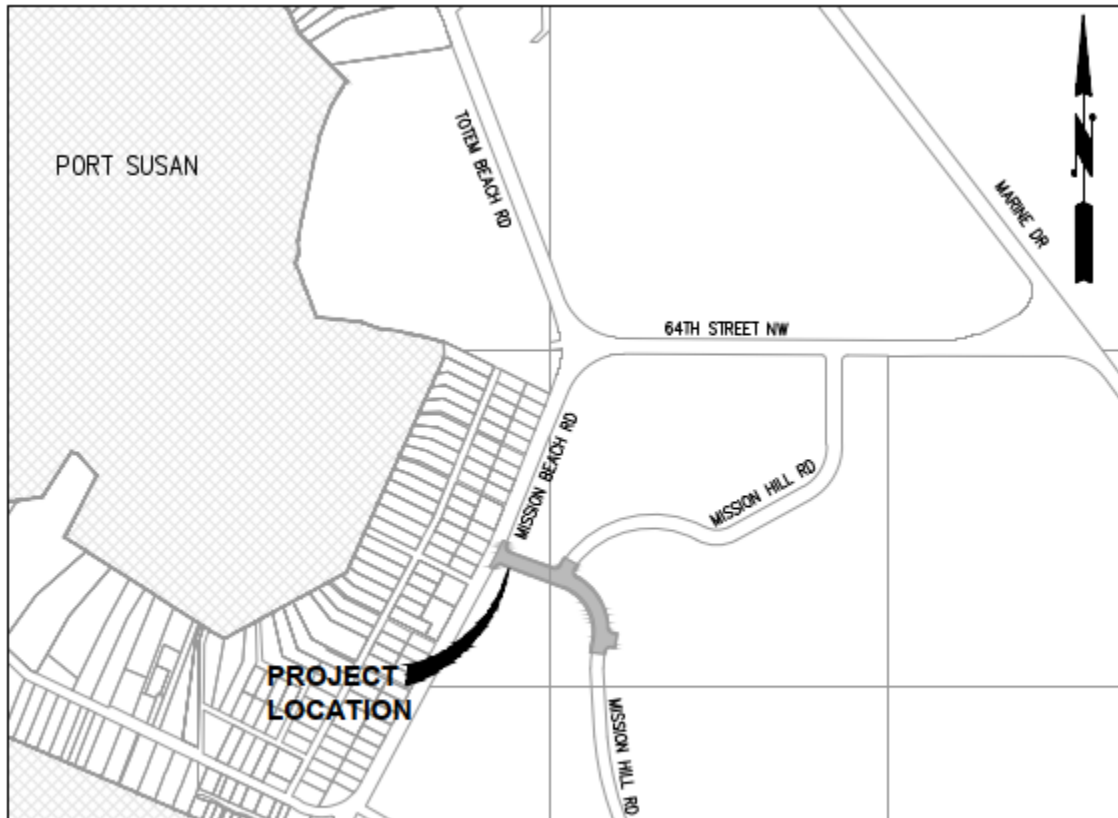 PORT SUSAN
TOTEM BEACH RD
MARINE DR
N
64TH STREET NW
MISSION BEACH RD
MISSION HILL RD
PROJECT
LOCATION
MISSION HILL RD